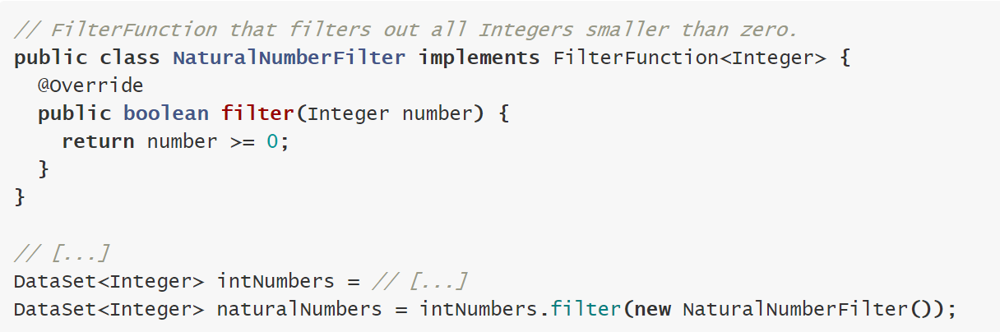 // FilterFunction that filters out all Integers smaller than zero.
public class NaturalNumberFilter implements FilterFunction<Integer> {
  @Override
  public boolean filter(Integer number) {
    return number >= 0;
  }
}
// [...]
DataSet<Integer> intNumbers = // [...]
DataSet<Integer> naturalNumbers = intNumbers.filter(new NaturalNumberFilter());